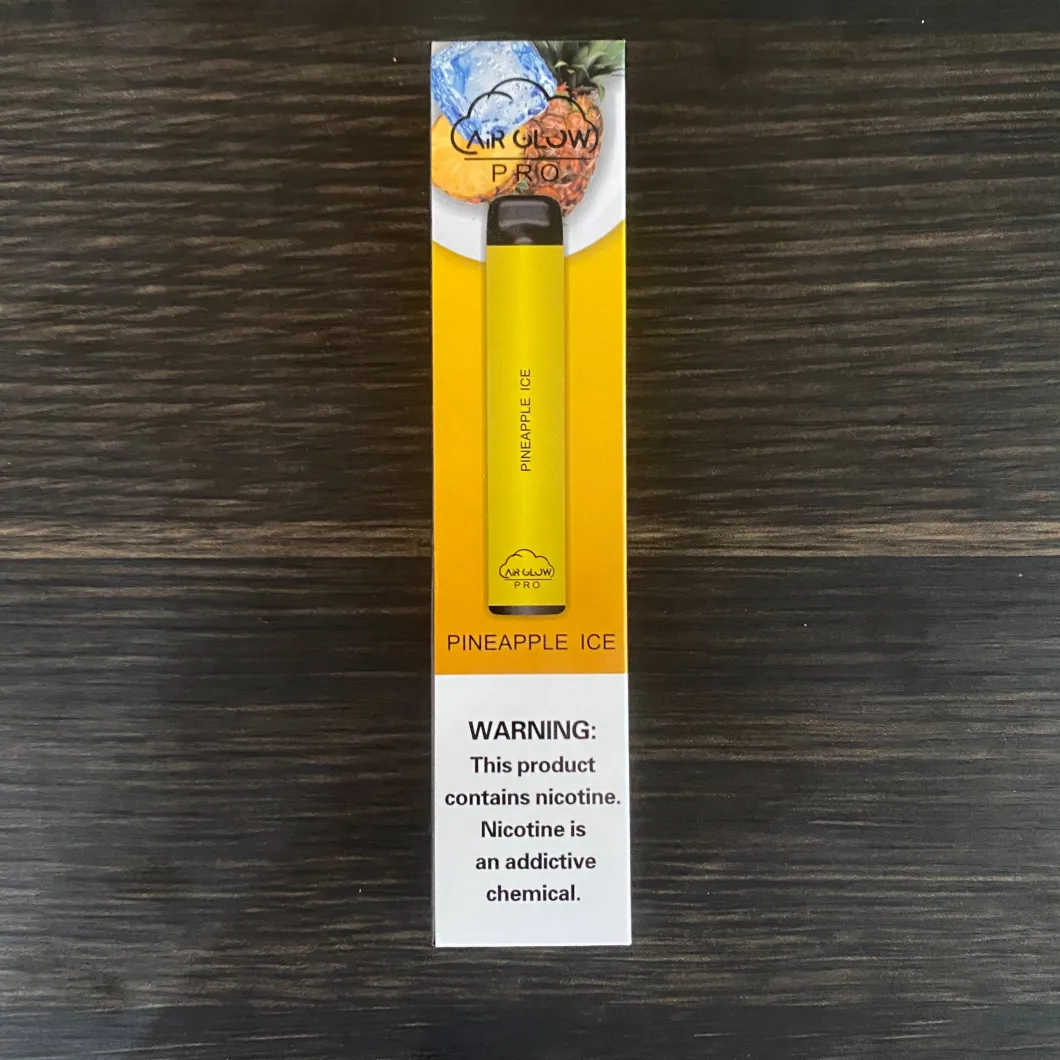 AiR GLOW
PRO
PINEAPPLE ICE
AiR GLOW
PRO
PINEAPPLE ICE
WARNING:
This product
contains nicotine.
Nicotine is
an addictive
chemical.